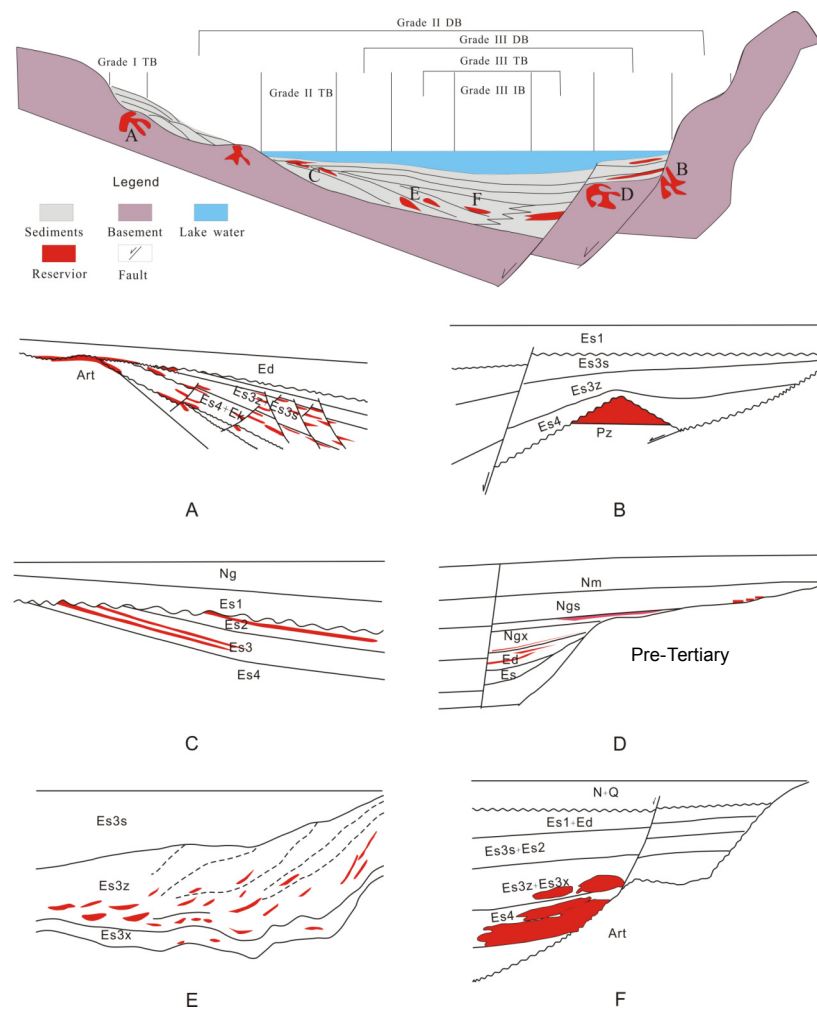 Grade II DB
Grade III DB
Grade I TB
Grade III TB
Grade II TB
Grade III IB
A
B
C
D
E
F
Legend
Sediments
Basement
Lake water
Reservior
Fault
Art
Ed
Es3z
Es3s
Es4+Ek
A
Es1
Es3s
Es3z
Es4
Pz
B
Ng
Es1
Es2
Es3
Es4
C
Nm
Ngs
Ngx
Ed
Es
Pre-Tertiary
D
Es3s
Es3z
Es3x
E
N+Q
Es1+Ed
Es3s+Es2
Es3z+Es3x
Es4
Art
F